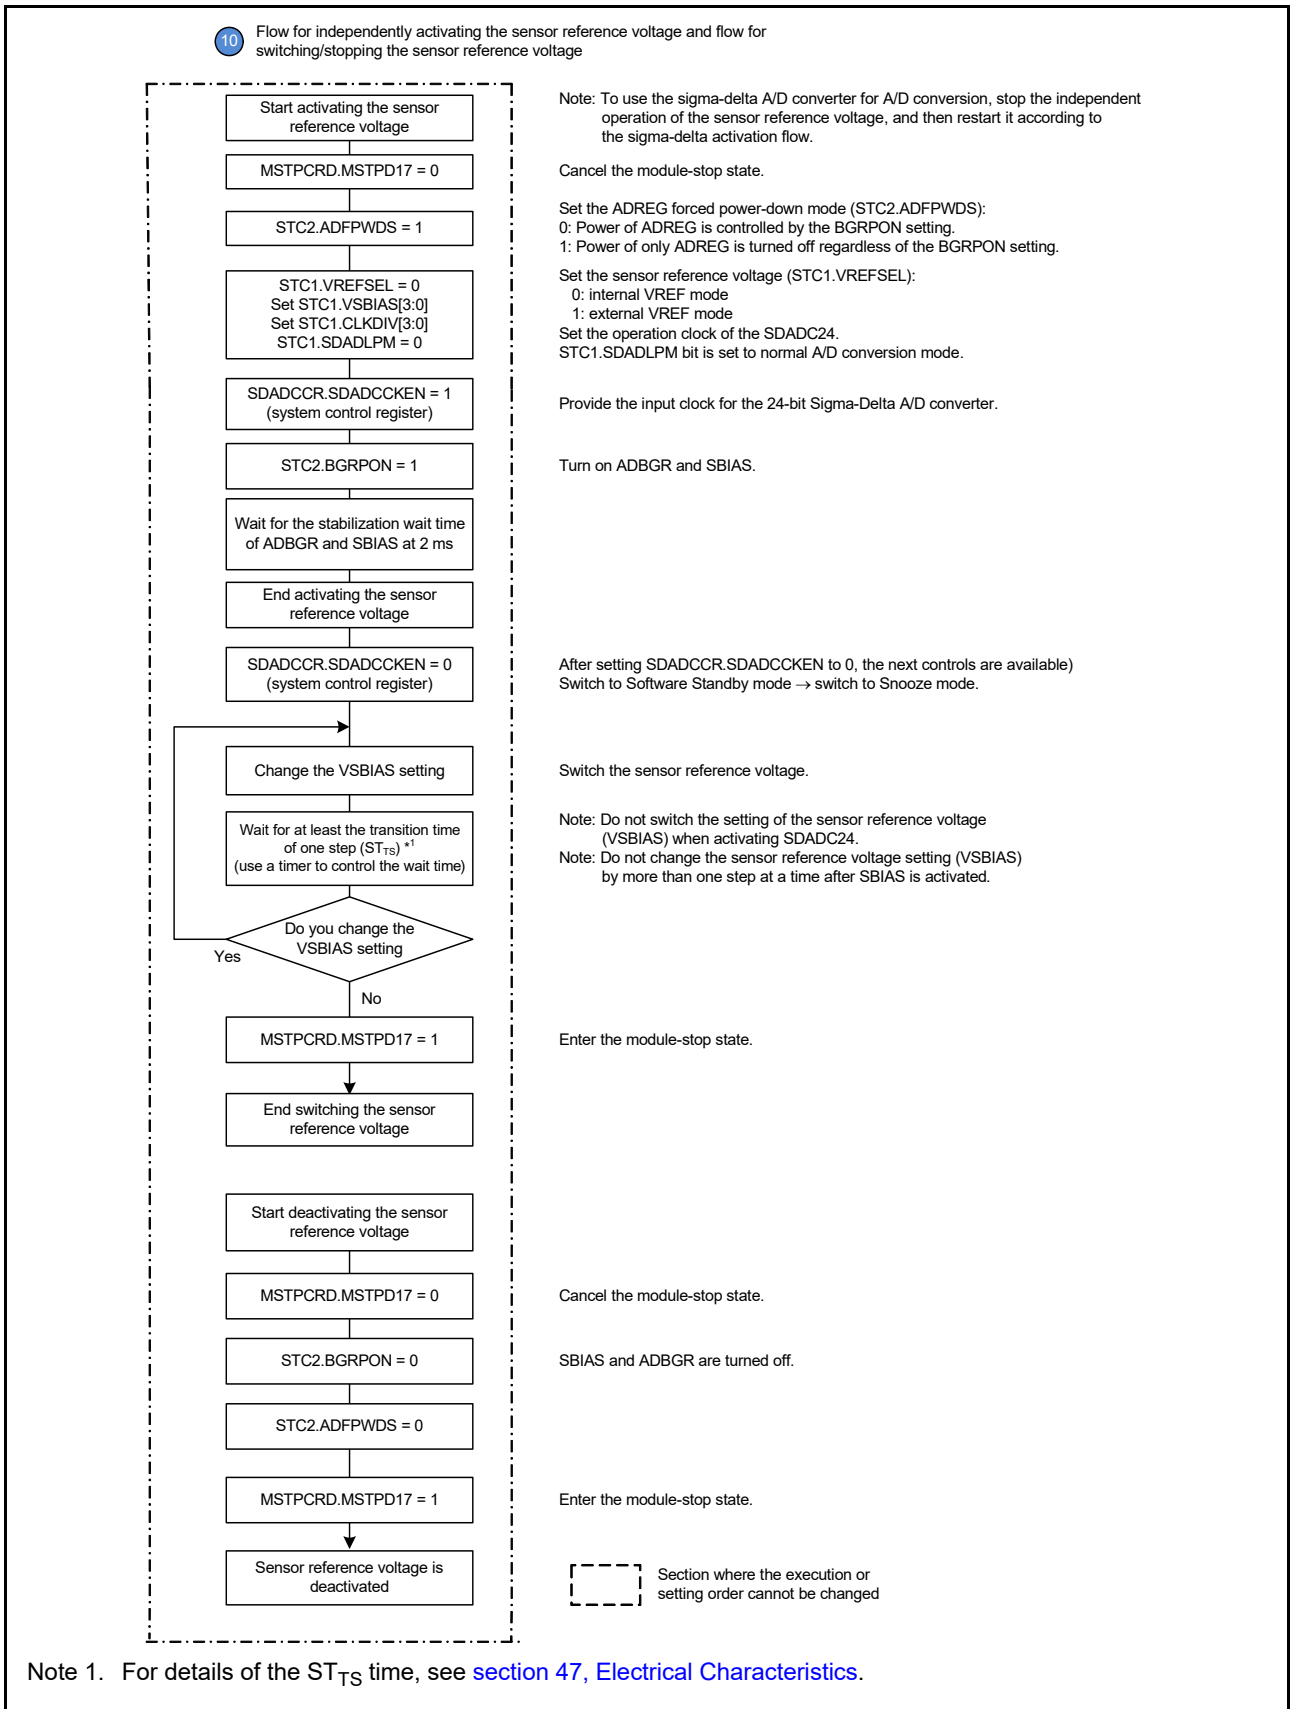 10
Flow for independently activating the sensor reference voltage and flow for
switching/stopping the sensor reference voltage
Start activating the sensor
reference voltage
Note: To use the sigma-delta A/D converter for A/D conversion, stop the independent
operation of the sensor reference voltage, and then restart it according to
the sigma-delta activation flow.
MSTPCRD.MSTPD17 = 0
Cancel the module-stop state.
STC2.ADFPWDS = 1
Set the ADREG forced power-down mode (STC2.ADFPWDS):
0: Power of ADREG is controlled by the BGRPON setting.
1: Power of only ADREG is turned off regardless of the BGRPON setting.
STC1.VREFSEL = 0
Set STC1.VSBIAS[3:0]
Set STC1.CLKDIV[3:0]
STC1.SDADLPM = 0
Set the sensor reference voltage (STC1.VREFSEL):
0: internal VREF mode
1: external VREF mode
Set the operation clock of the SDADC24.
STC1.SDADLPM bit is set to normal A/D conversion mode.
SDADCCR.SDADCCKEN = 1
(system control register)
Provide the input clock for the 24-bit Sigma-Delta A/D converter.
STC2.BGRPON = 1
Turn on ADBGR and SBIAS.
Wait for the stabilization wait time
of ADBGR and SBIAS at 2 ms
End activating the sensor
reference voltage
SDADCCR.SDADCCKEN = 0
(system control register)
After setting SDADCCR.SDADCCKEN to 0, the next controls are available)
Switch to Software Standby mode → switch to Snooze mode.
Change the VSBIAS setting
Switch the sensor reference voltage.
Wait for at least the transition time
of one step (STTS) *1
(use a timer to control the wait time)
Note: Do not switch the setting of the sensor reference voltage
(VSBIAS) when activating SDADC24.
Note: Do not change the sensor reference voltage setting (VSBIAS)
by more than one step at a time after SBIAS is activated.
Do you change the
VSBIAS setting
Yes
No
MSTPCRD.MSTPD17 = 1
Enter the module-stop state.
End switching the sensor
reference voltage
Start deactivating the sensor
reference voltage
MSTPCRD.MSTPD17 = 0
Cancel the module-stop state.
STC2.BGRPON = 0
SBIAS and ADBGR are turned off.
STC2.ADFPWDS = 0
MSTPCRD.MSTPD17 = 1
Enter the module-stop state.
Sensor reference voltage is
deactivated
Section where the execution or
setting order cannot be changed
Note 1. For details of the STTS time, see section 47, Electrical Characteristics.